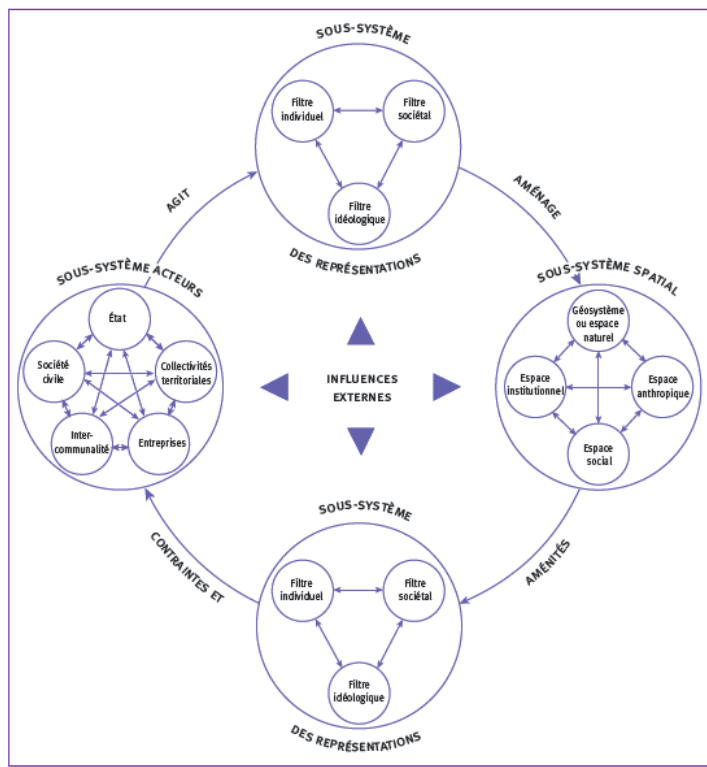 SOUS-SYSTÈME
Filtre
individuel
Filtre
sociétal
Filtre
idéologique
DES REPRÉSENTATIONS
AGIT
AMÉNAGE
SOUS-SYSTÈME ACTEURS
État
Société
civile
Collectivités
territoriales
Inter-
communalité
Entreprises
INFLUENCES
EXTERNES
SOUS-SYSTÈME SPATIAL
Géosystème
ou espace
naturel
Espace
institutionnel
Espace
anthropique
Espace
social
CONTRAINTES ET
AMÉNITÉS
SOUS-SYSTÈME
Filtre
individuel
Filtre
sociétal
Filtre
idéologique
DES REPRÉSENTATIONS